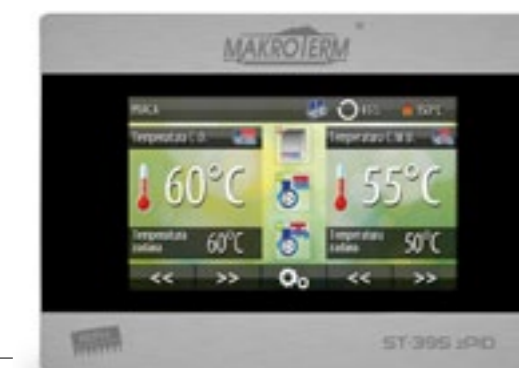 MAKROTERM
PRACA
Temperatura C.O. Temperatura C.W.U.
60°C 55°C
Temperatura zadana 60°C Temperatura zadana 50°C
<< >> << >>
ST-395 zPID